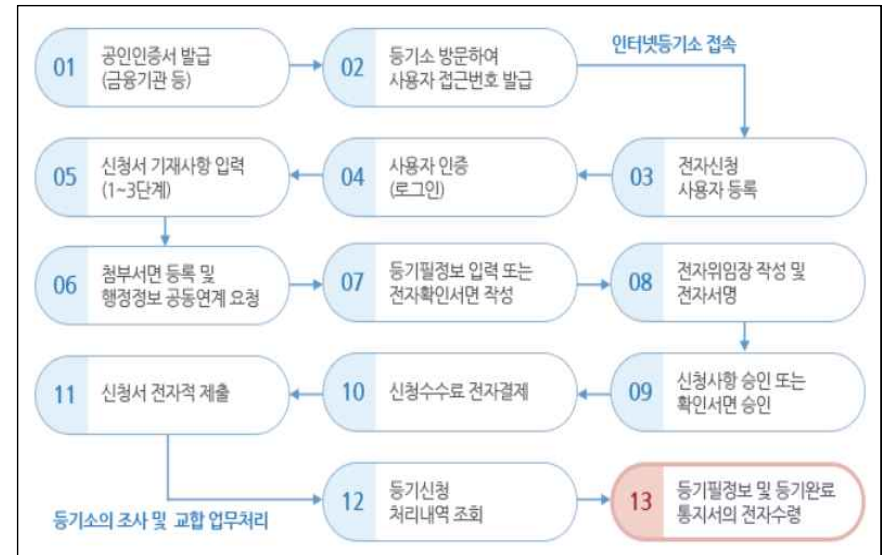 01
공인인증서 발급
(금융기관 등)
02
등기소 방문하여
사용자 접근번호 발급
인터넷등기소 접속
03
전자신청
사용자 등록
04
사용자 인증
(로그인)
05
신청서 기재사항 입력
(1~3단계)
06
첨부서면 등록 및
행정정보 공동연계 요청
07
등기필정보 입력 또는
전자확인서면 작성
08
전자위임장 작성 및
전자서명
09
신청사항 승인 또는
확인서면 승인
10
신청수수료 전자결제
11
신청서 전자적 제출
등기소의 조사 및 교합 업무처리
12
등기신청
처리내역 조회
13
등기필정보 및 등기완료
통지서의 전자수령